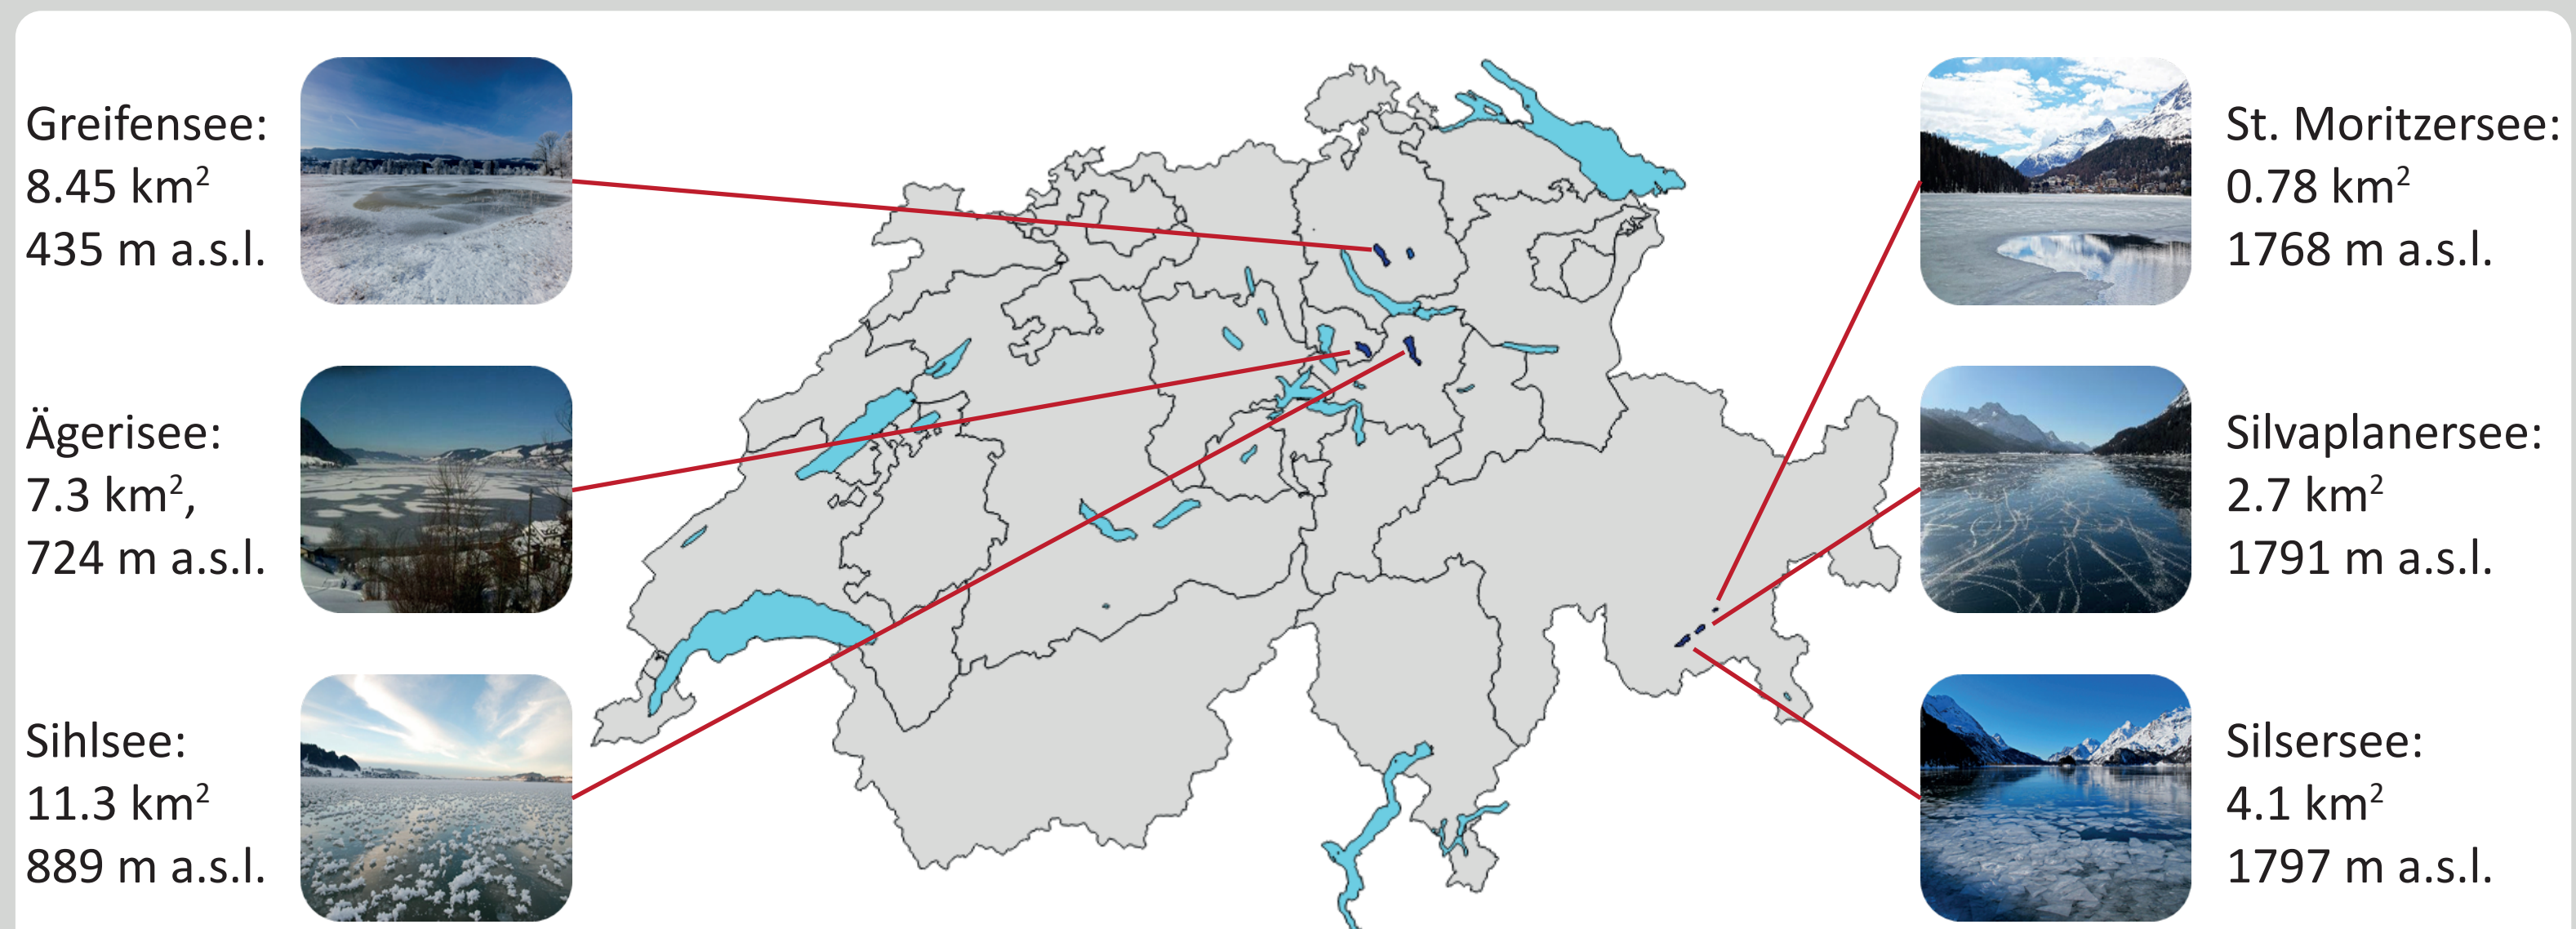 Greifensee:
8.45 km²
435 m a.s.l.
Ägerisee:
7.3 km²,
724 m a.s.l.
Sihlsee:
11.3 km²
889 m a.s.l.
St. Moritzersee:
0.78 km²
1768 m a.s.l.
Silvaplanersee:
2.7 km²
1791 m a.s.l.
Silsersee:
4.1 km²
1797 m a.s.l.